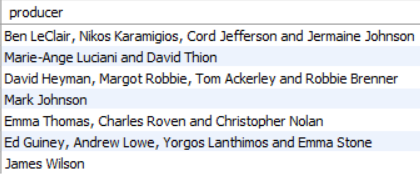 producer
Ben LeClair, Nikos Karamigios, Cord Jefferson and Jermaine Johnson
Marie-Ange Luciani and David Thion
David Heyman, Margot Robbie, Tom Ackerley and Robbie Brenner
Mark Johnson
Emma Thomas, Charles Roven and Christopher Nolan
Ed Guiney, Andrew Lowe, Yorgos Lanthimos and Emma Stone
James Wilson